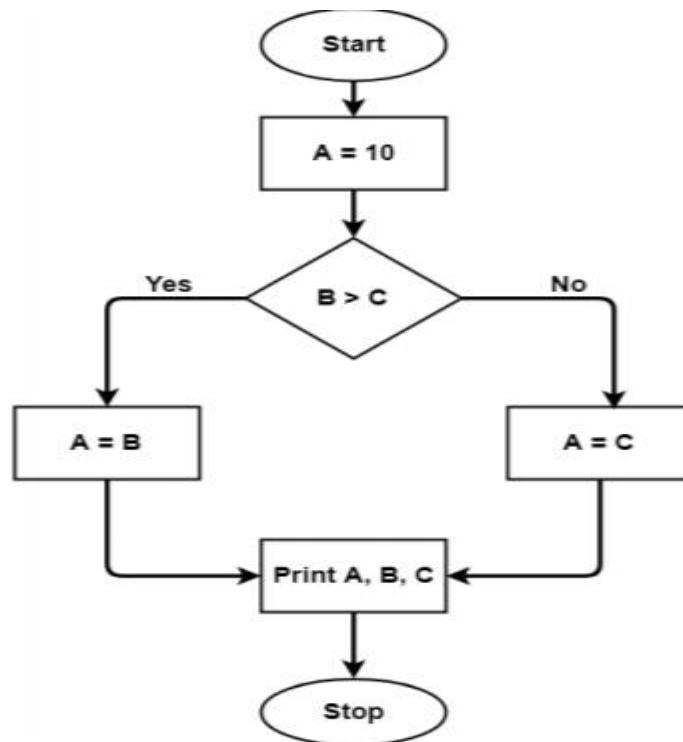 Start
A = 10
B > C
Yes
No
A = B
A = C
Print A, B, C
Stop